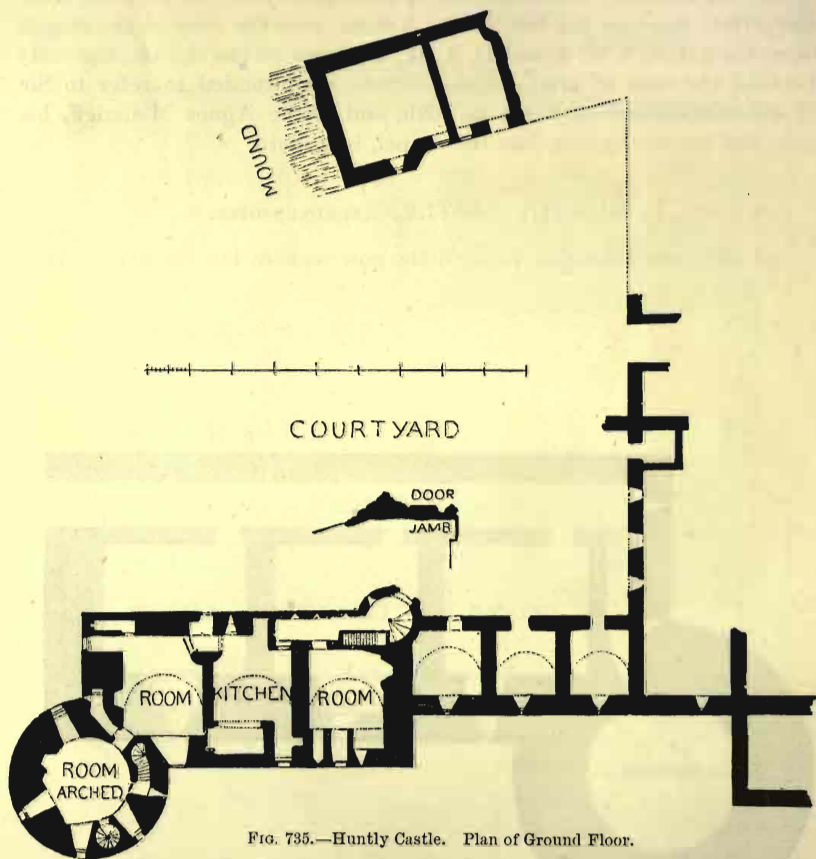 MOUND
COURTYARD
DOOR
JAMB
ROOM
KITCHEN
ROOM
ROOM
ARCHED
FIG. 735.—Huntly Castle. Plan of Ground Floor.